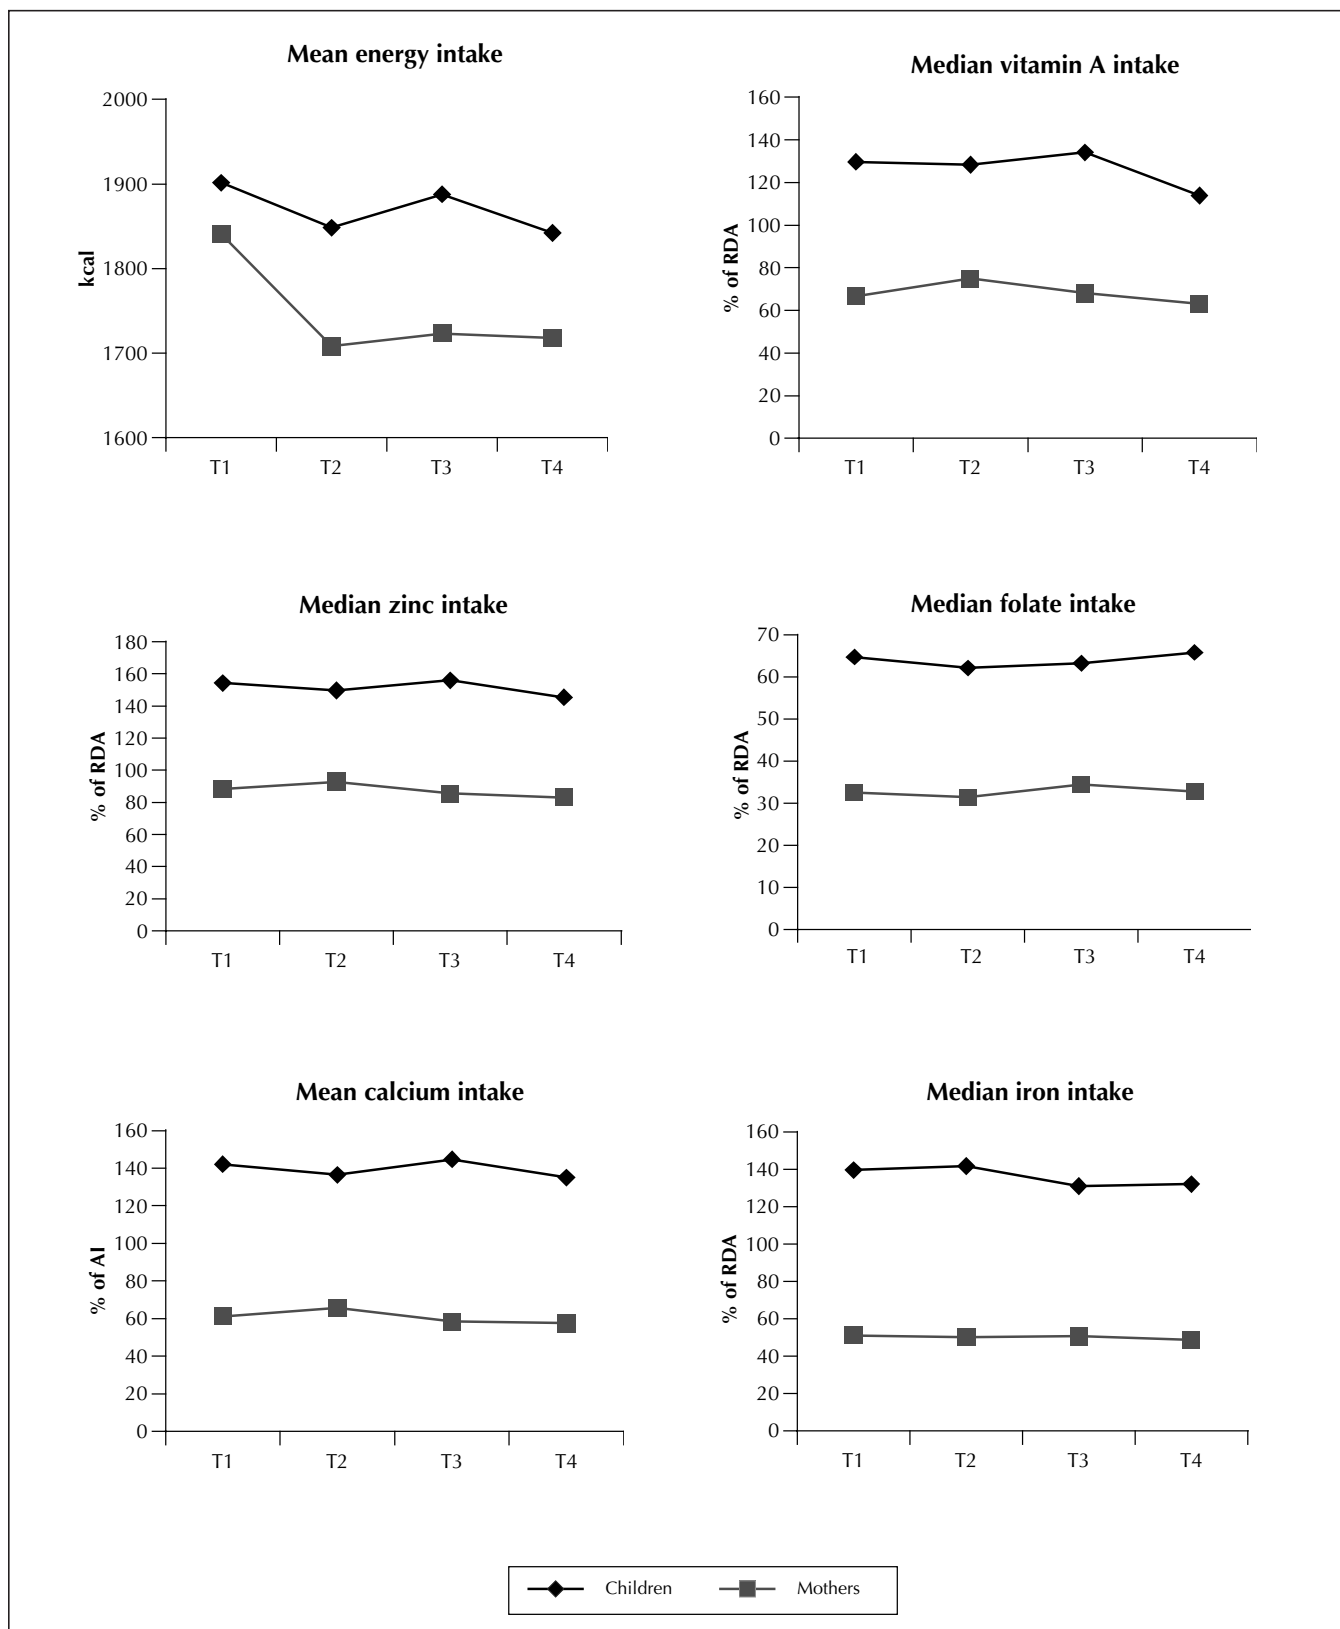 Mean energy intake
2000
1900
1800
1700
1600
kcal
T1 T2 T3 T4
Median vitamin A intake
160
140
120
100
80
60
40
20
0
% of RDA
T1 T2 T3 T4
Median zinc intake
180
160
140
120
100
80
60
40
20
0
% of RDA
T1 T2 T3 T4
Median folate intake
70
60
50
40
30
20
10
0
% of RDA
T1 T2 T3 T4
Mean calcium intake
160
140
120
100
80
60
40
20
0
% of AI
T1 T2 T3 T4
Median iron intake
160
140
120
100
80
60
40
20
0
% of RDA
T1 T2 T3 T4
Children Mothers